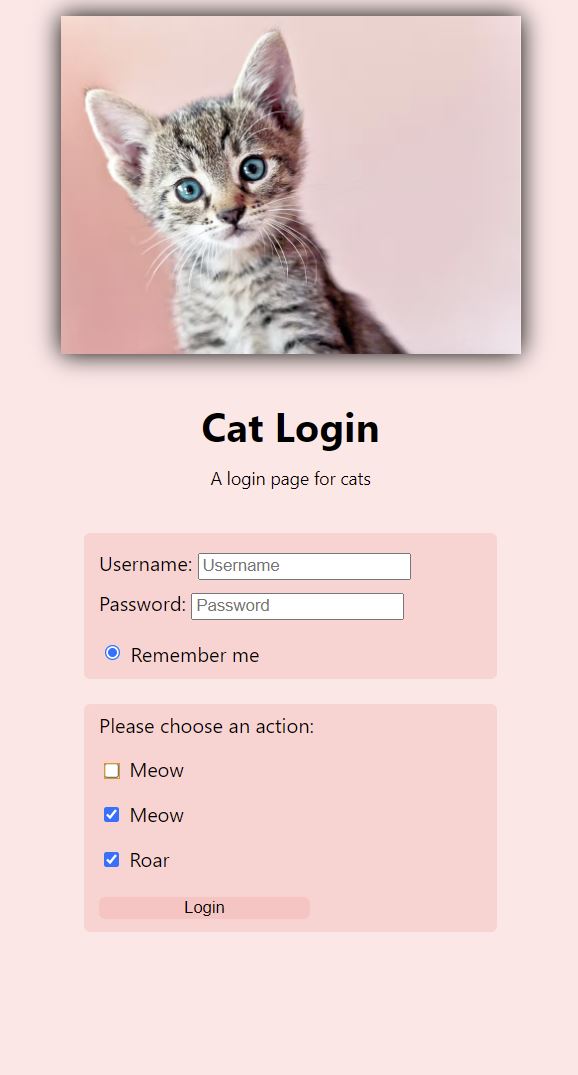 Cat Login
A login page for cats
Username: Username
Password: Password
Remember me
Please choose an action:
Meow
Meow
Roar
Login